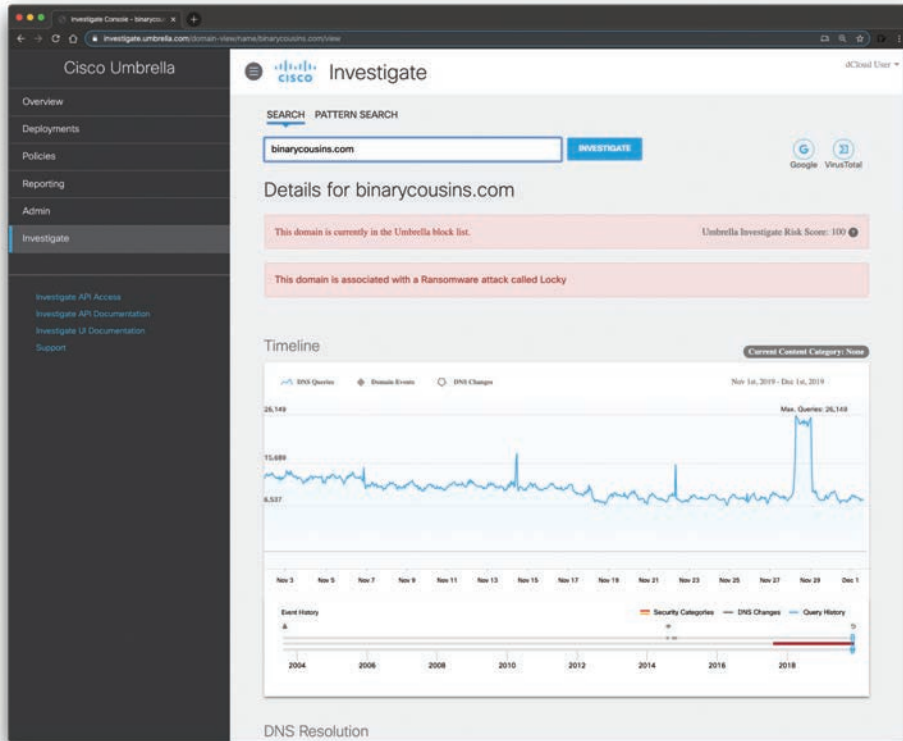 Investigate Console - binarycou
investigate.umbrella.com/domain-view/name/binarycousins.com/view
Cisco Umbrella
Overview
Deployments
Policies
Reporting
Admin
Investigate
Investigate API Access
Investigate API Documentation
Investigate UI Documentation
Support
cisco
Investigate
dCloud User
SEARCH PATTERN SEARCH
binarycousins.com
INVESTIGATE
Google VirusTotal
Details for binarycousins.com
This domain is currently in the Umbrella block list.
Umbrella Investigate Risk Score: 100
This domain is associated with a Ransomware attack called Locky
Timeline
Current Content Category: None
DNS Queries Domain Events DNS Changes
Nov 1st, 2019 - Dec 1st, 2019
26,149
Max. Queries: 26,149
15,689
6,537
Nov 3 Nov 5 Nov 7 Nov 9 Nov 11 Nov 13 Nov 15 Nov 17 Nov 19 Nov 21 Nov 23 Nov 25 Nov 27 Nov 29 Dec 1
Event History
Security Categories DNS Changes Query History
2004 2006 2008 2010 2012 2014 2016 2018
DNS Resolution